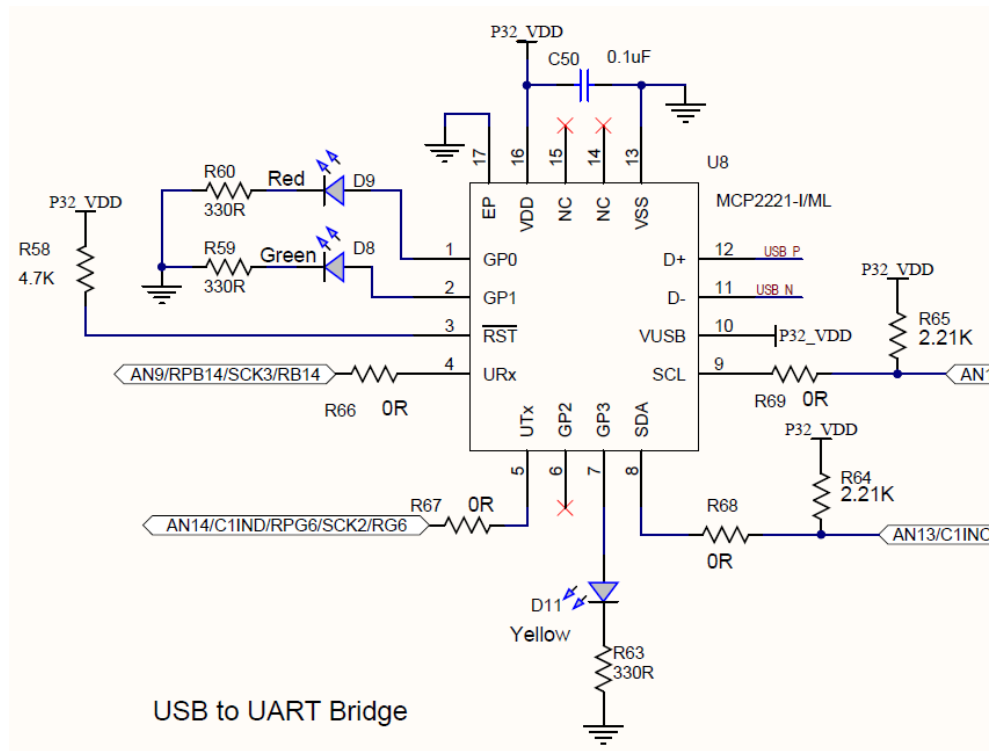 P32_VDD
C50
0.1uF
17
16
15
14
13
U8
EP
VDD
NC
NC
VSS
MCP2221-I/ML
R60
Red
D9
330R
P32_VDD
R58
4.7K
R59
Green
D8
330R
1
GP0
2
GP1
3
RST
4
URx
D+
12
USB_P
D-
11
USB_N
VUSB
10
P32_VDD
SCL
9
P32_VDD
R65
2.21K
AN9/RPB14/SCK3/RB14
R66
0R
R69
0R
AN1
UTx
GP2
GP3
SDA
5
6
7
8
P32_VDD
R64
2.21K
R67
0R
AN14/C1IND/RPG6/SCK2/RG6
R68
0R
AN13/C1INC
D11
Yellow
R63
330R
USB to UART Bridge